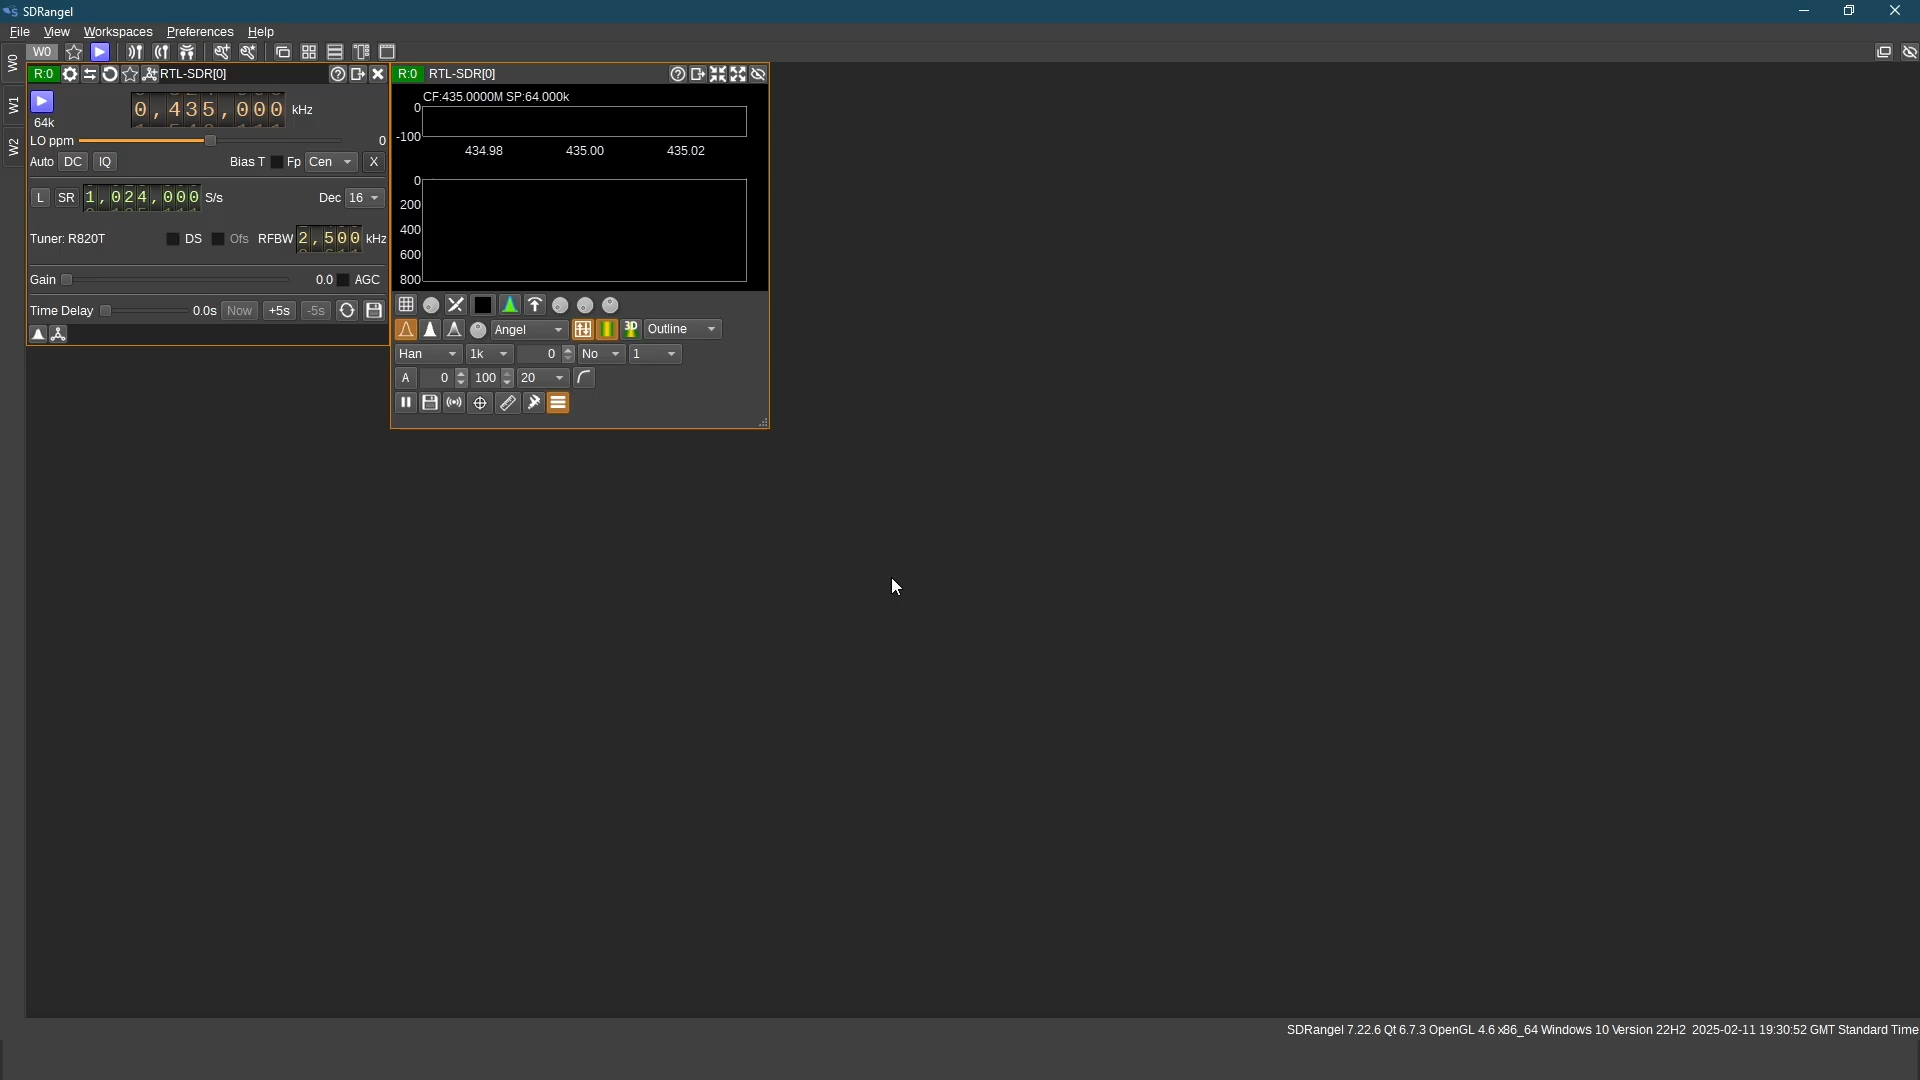 SDRangel
File View Workspaces Preferences Help
W0
W0
W1
W2
R:0 RTL-SDR[0]
0,435,000 kHz
64k
LO ppm 0
Auto DC IQ Bias T Fp Cen X
L SR 1,024,000 S/s Dec 16
Tuner: R820T DS Ofs RFBW 2,500 kHz
Gain 0.0 AGC
Time Delay 0.0s Now +5s -5s
R:0 RTL-SDR[0]
CF:435.0000M SP:64.000k
0
-100
434.98 435.00 435.02
0
200
400
600
800
Angel 3D Outline
Han 1k 0 No 1
A 0 100 20
SDRangel 7.22.6 Qt 6.7.3 OpenGL 4.6 x86_64 Windows 10 Version 22H2 2025-02-11 19:30:52 GMT Standard Time